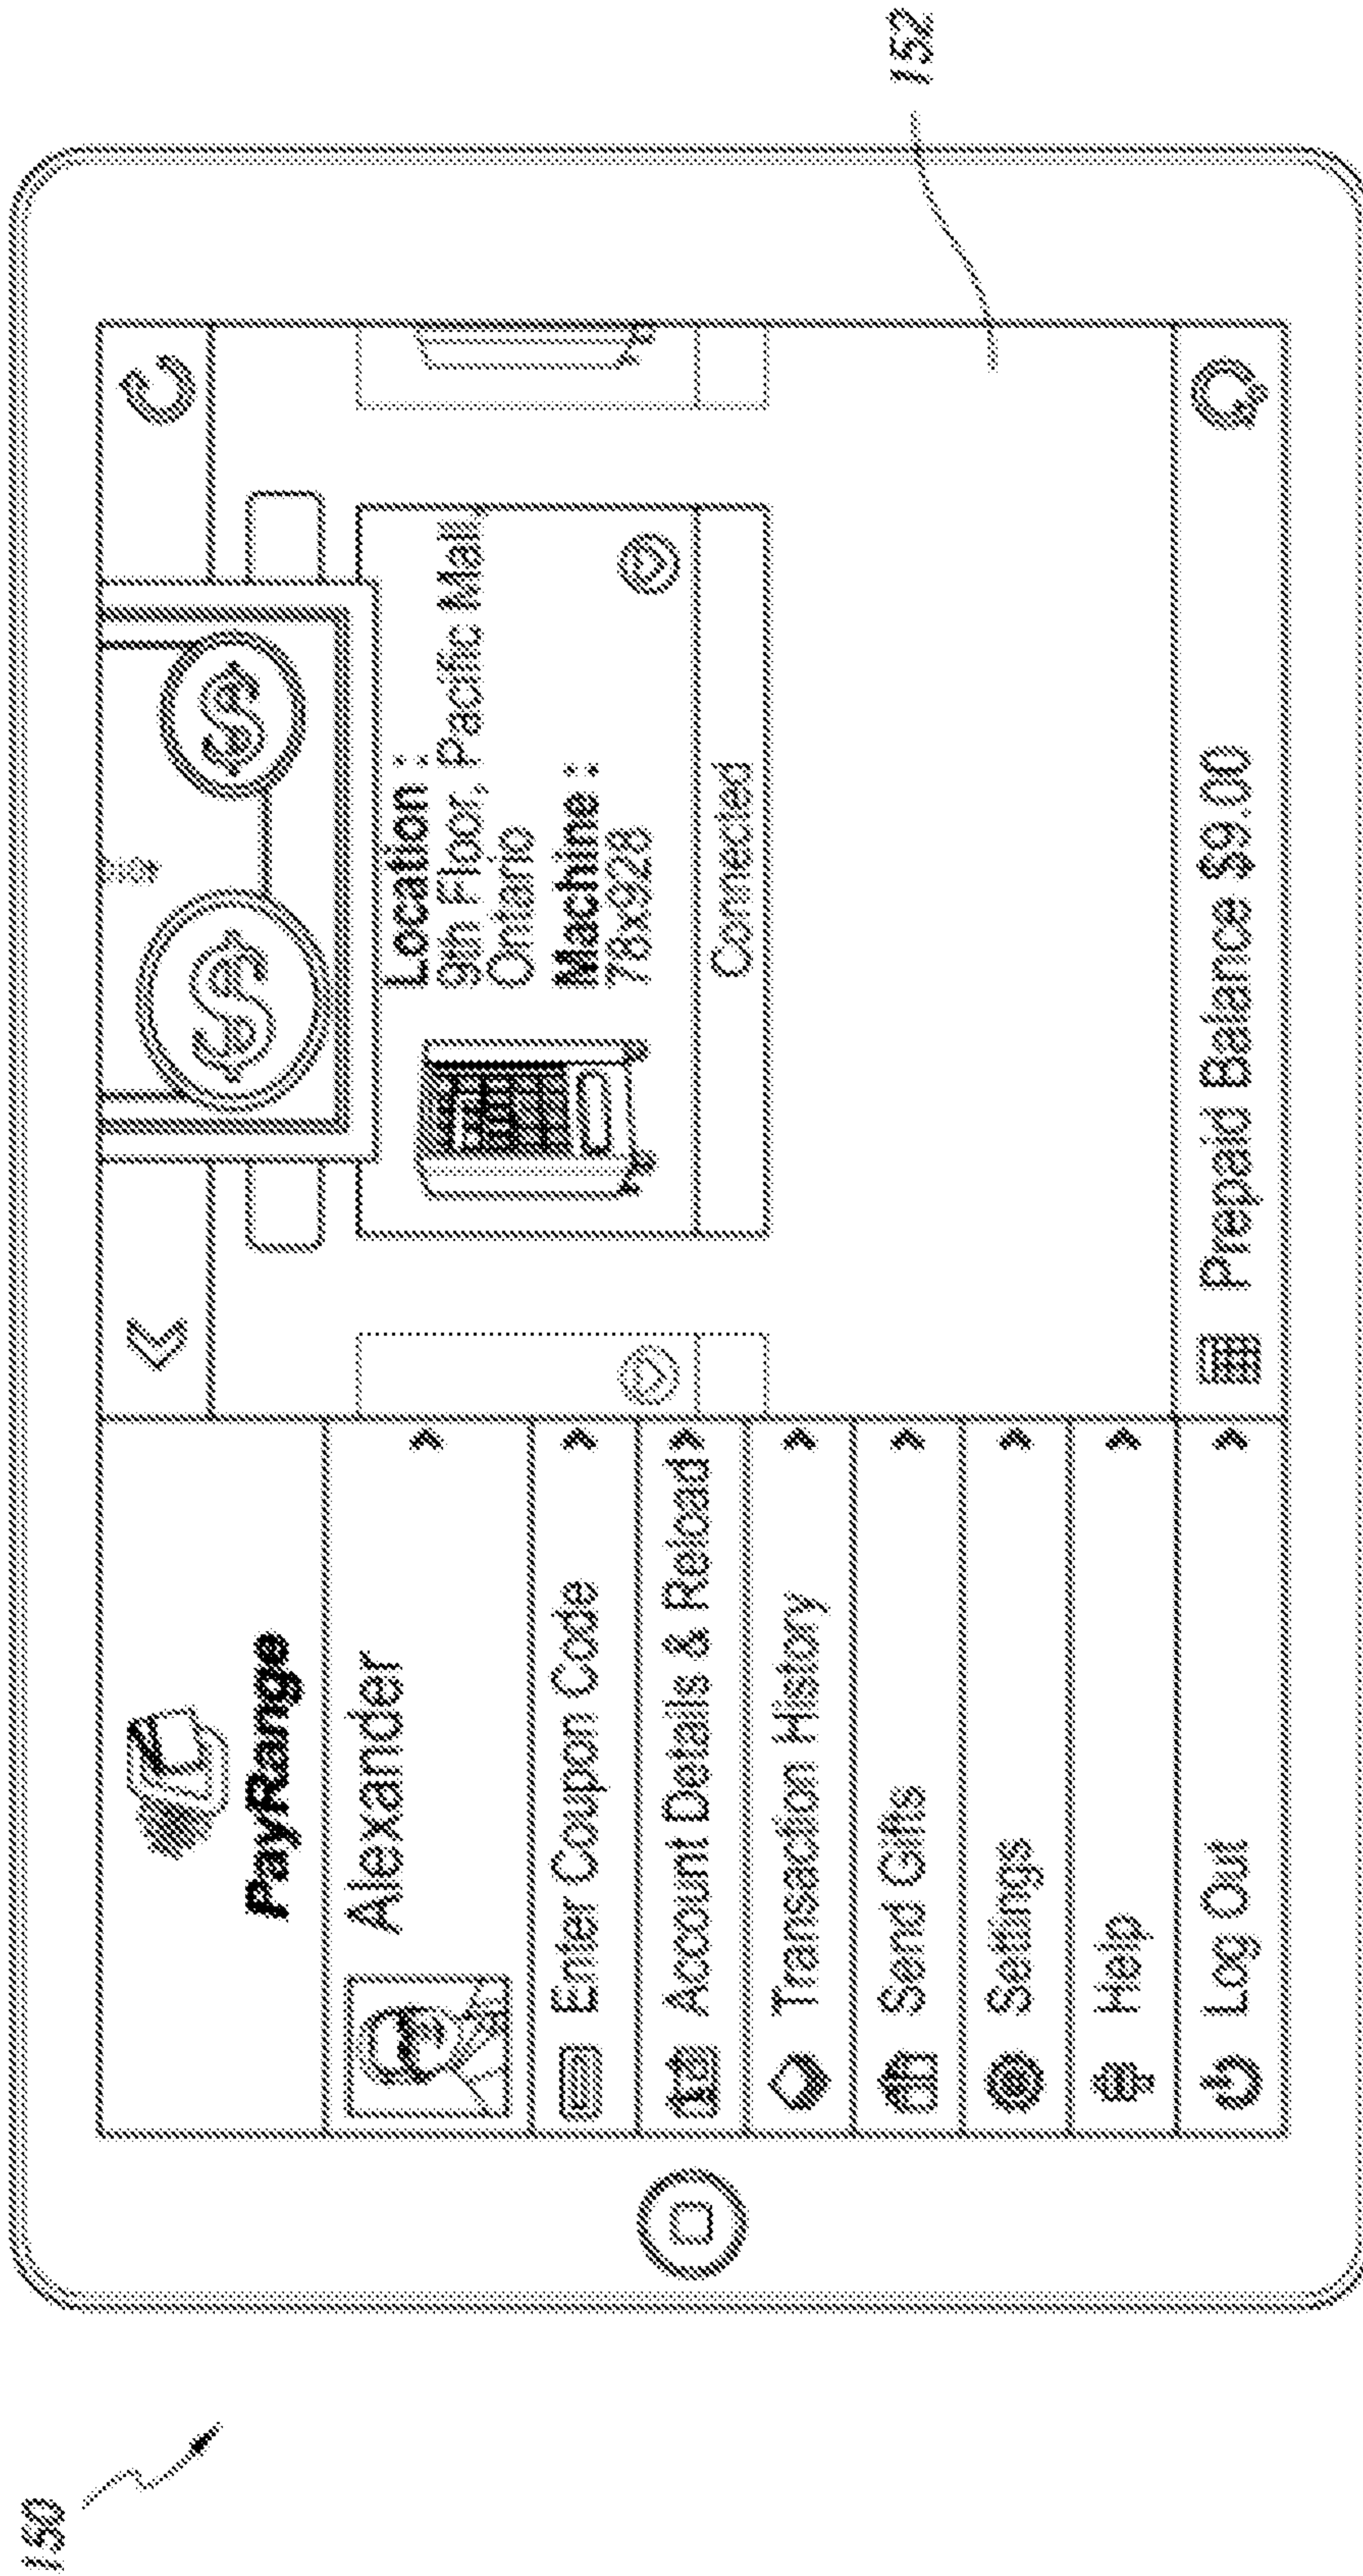 150
152
PayRange
Alexander
Enter Coupon Code
Account Details & Reload
Transaction History
Send Gifts
Settings
Help
Log Out
$ $
Location :
9th Floor, Pacific Mall,
Ontario
Machine :
78x928
Connected
Prepaid Balance $9.00